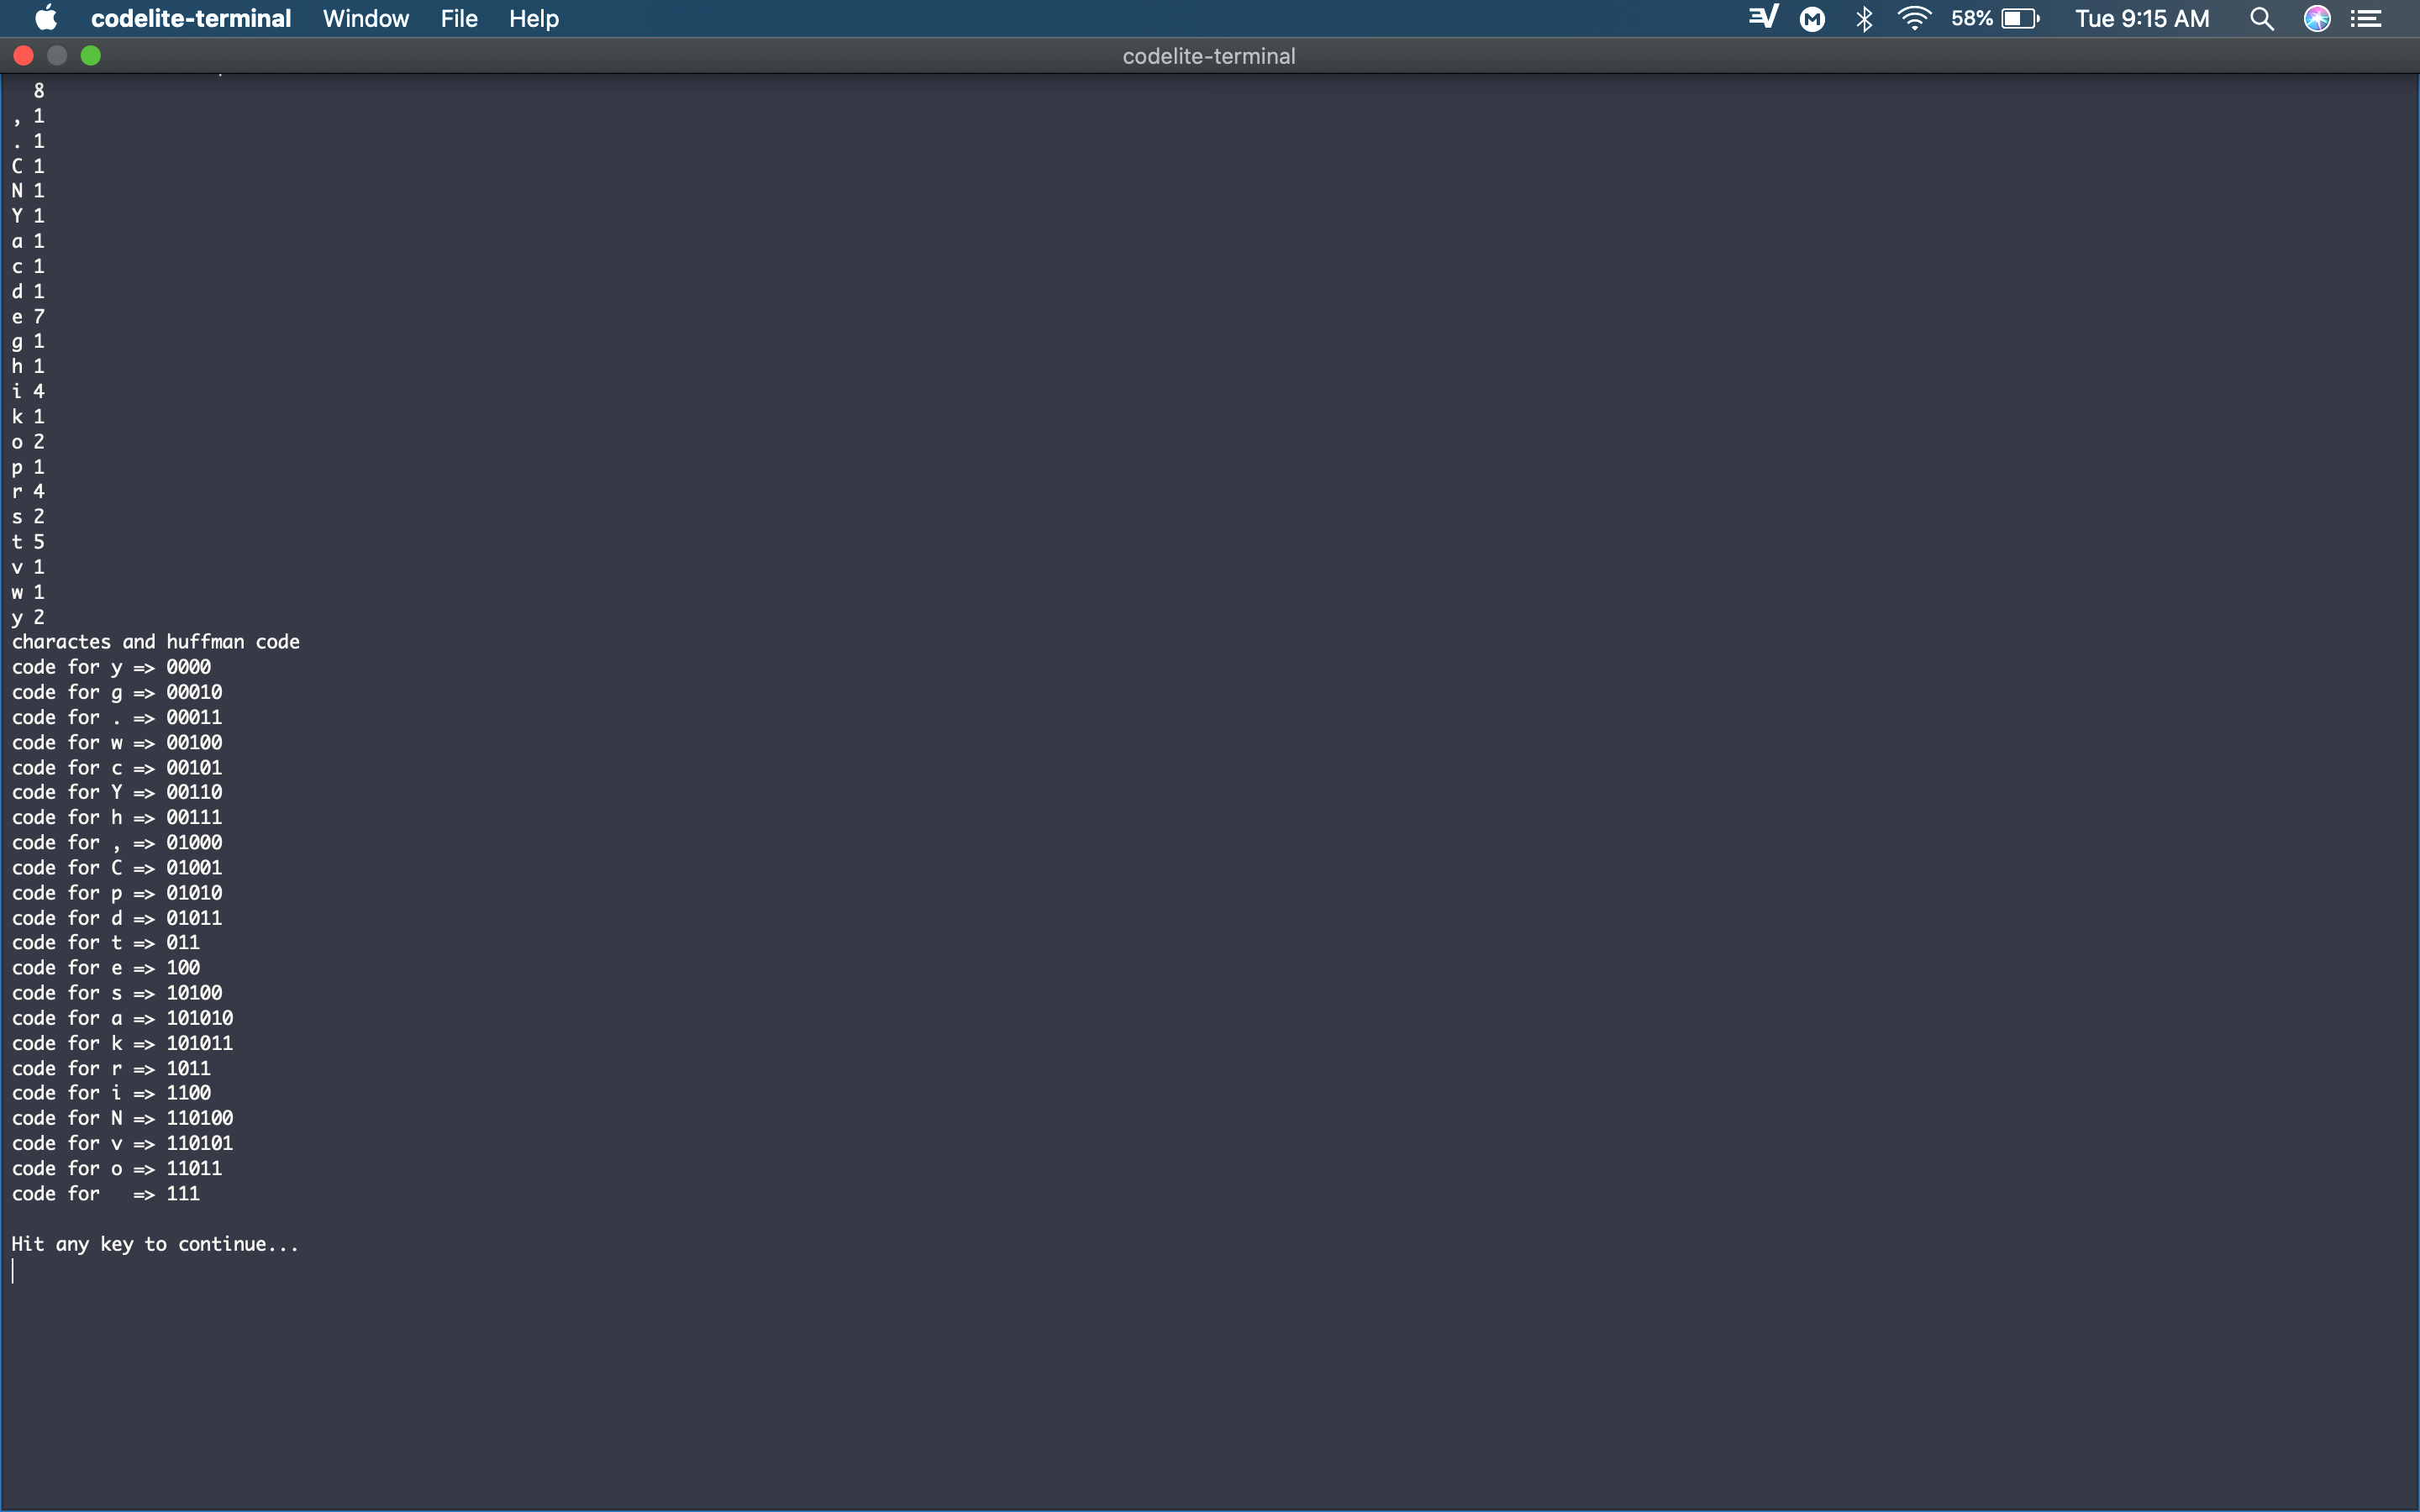 codelite-terminal Window File Help 58% Tue 9:15 AM
codelite-terminal
8
, 1
. 1
C 1
N 1
Y 1
a 1
c 1
d 1
e 7
g 1
h 1
i 4
k 1
o 2
p 1
r 4
s 2
t 5
v 1
w 1
y 2
charactes and huffman code
code for y => 0000
code for g => 00010
code for . => 00011
code for w => 00100
code for c => 00101
code for Y => 00110
code for h => 00111
code for , => 01000
code for C => 01001
code for p => 01010
code for d => 01011
code for t => 011
code for e => 100
code for s => 10100
code for a => 101010
code for k => 101011
code for r => 1011
code for i => 1100
code for N => 110100
code for v => 110101
code for o => 11011
code for   => 111
Hit any key to continue...